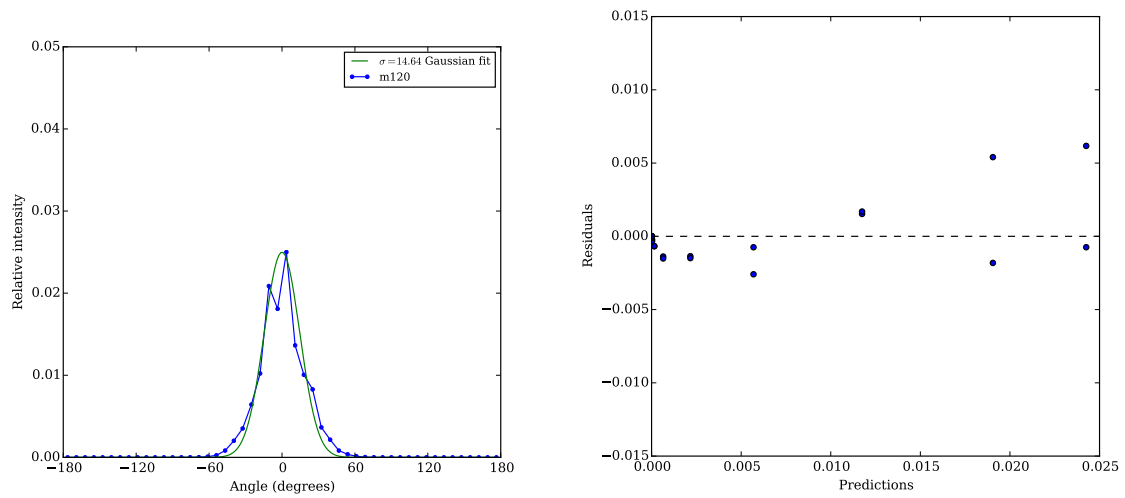 0.05
0.04
0.03
0.02
0.01
0.00
Relative intensity
σ=14.64 Gaussian fit
m120
−180 −120 −60 0 60 120 180
Angle (degrees)
0.015
0.010
0.005
0.000
−0.005
−0.010
−0.015
Residuals
0.000 0.005 0.010 0.015 0.020 0.025
Predictions